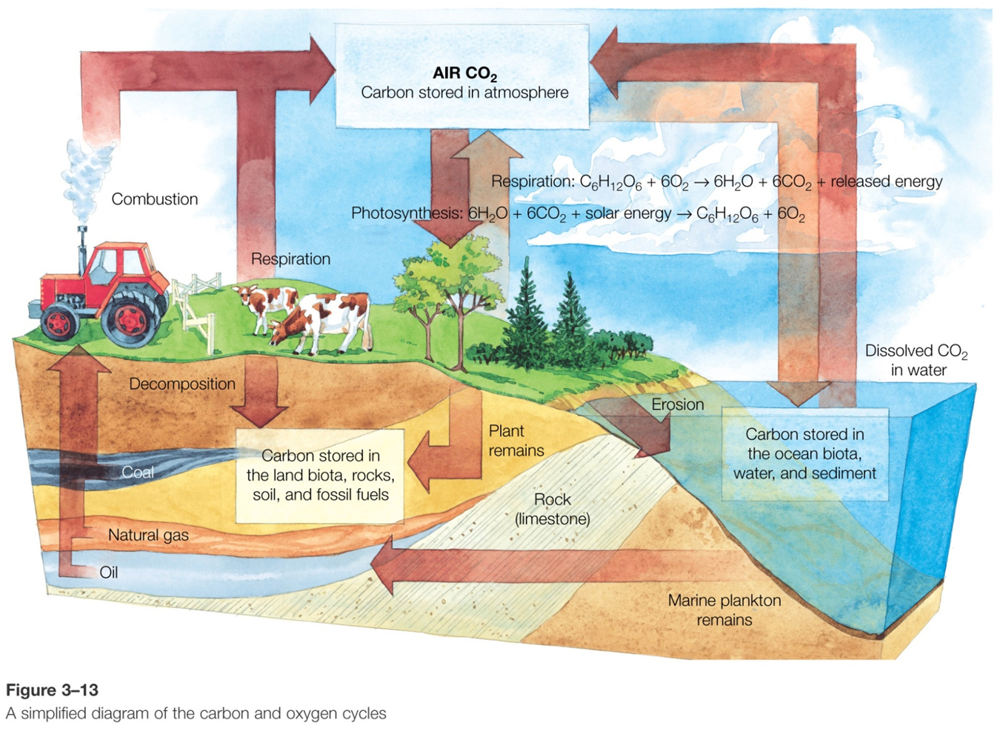 AIR CO₂
Carbon stored in atmosphere
Respiration: C₆H₁₂O₆ + 6O₂ → 6H₂O + 6CO₂ + released energy
Combustion
Photosynthesis: 6H₂O + 6CO₂ + solar energy → C₆H₁₂O₆ + 6O₂
Respiration
Dissolved CO₂
in water
Decomposition
Erosion
Plant
remains
Carbon stored in
the ocean biota,
water, and sediment
Carbon stored in
the land biota, rocks,
soil, and fossil fuels
Coal
Rock
(limestone)
Natural gas
Oil
Marine plankton
remains
Figure 3–13
A simplified diagram of the carbon and oxygen cycles